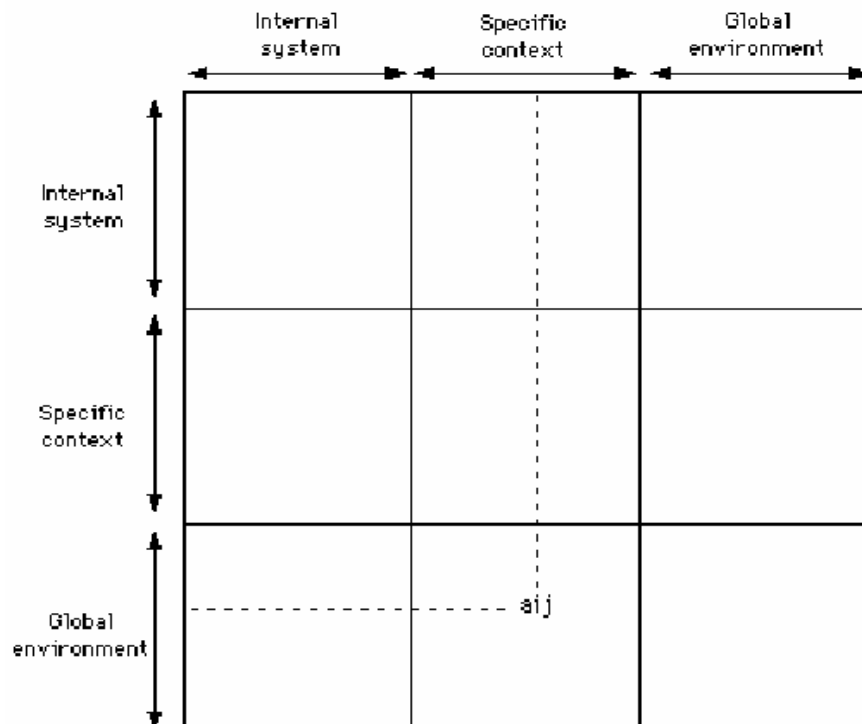 Internal
system
Specific
context
Global
environment
Internal
system
Specific
context
aij
Global
environment